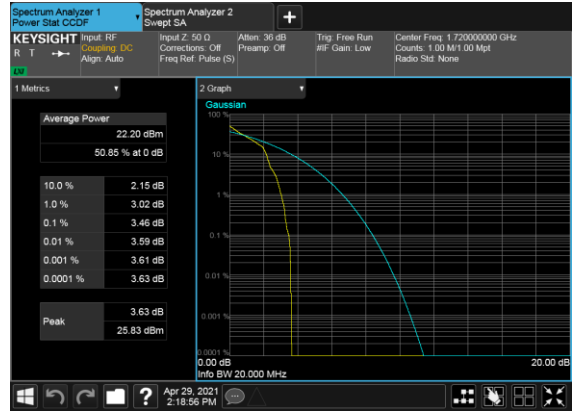 Spectrum Analyzer 1
Power Stat CCDF
Spectrum Analyzer 2
Swept SA
KEYSIGHT
R T
LXI
Input: RF
Coupling: DC
Align: Auto
Input Z: 50 Ω
Corrections: Off
Freq Ref: Pulse (S)
Atten: 36 dB
Preamp: Off
Trig: Free Run
#IF Gain: Low
Center Freq: 1.720000000 GHz
Counts: 1.00 M/1.00 Mpt
Radio Std: None
1 Metrics
Average Power
22.20 dBm
50.85 % at 0 dB
10.0 % 2.15 dB
1.0 % 3.02 dB
0.1 % 3.46 dB
0.01 % 3.59 dB
0.001 % 3.61 dB
0.0001 % 3.63 dB
Peak
3.63 dB
25.83 dBm
2 Graph
Gaussian
100 %
10 %
1 %
0.1 %
0.01 %
0.001 %
0.0001 %
0.00 dB 20.00 dB
Info BW 20.000 MHz
?
Apr 29, 2021
2:18:56 PM